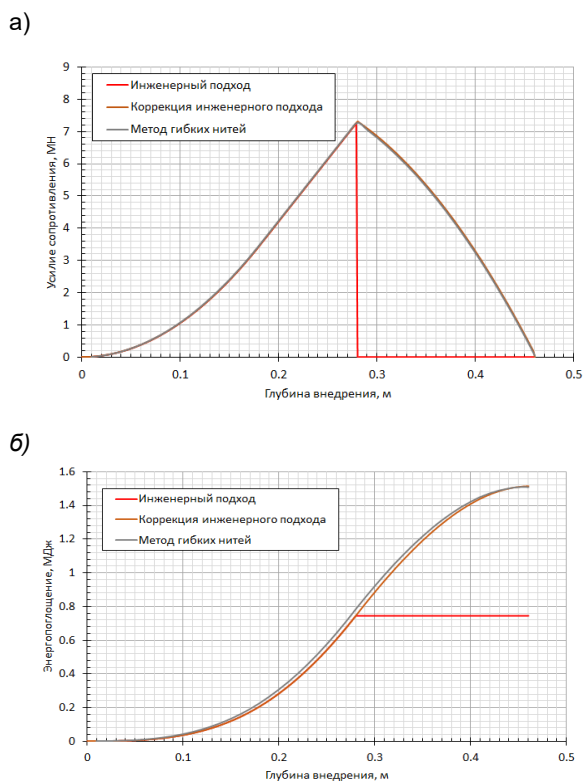 а)
9
8
7
6
5
4
3
2
1
0
Усилие сопротивления, МН
Инженерный подход
Коррекция инженерного подхода
Метод гибких нитей
0 0.1 0.2 0.3 0.4 0.5
Глубина внедрения, м
б)
1.6
1.4
1.2
1
0.8
0.6
0.4
0.2
0
Энергопоглощение, МДж
Инженерный подход
Коррекция инженерного подхода
Метод гибких нитей
0 0.1 0.2 0.3 0.4 0.5
Глубина внедрения, м